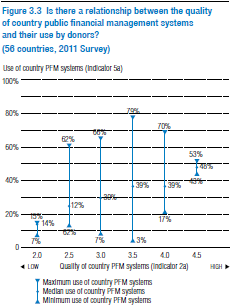 Figure 3.3 Is there a relationship between the quality
of country public financial management systems
and their use by donors?
(56 countries, 2011 Survey)
Use of country PFM systems (Indicator 5a)
100%
80%
60%
40%
20%
0
15%
14%
7%
62%
12%
66%
30%
7%
79%
39%
3%
70%
39%
17%
53%
48%
43%
2.0 2.5 3.0 3.5 4.0 4.5
◄ LOW Quality of country PFM systems (Indicator 2a) HIGH ►
Maximum use of country PFM systems
Median use of country PFM systems
Minimum use of country PFM systems